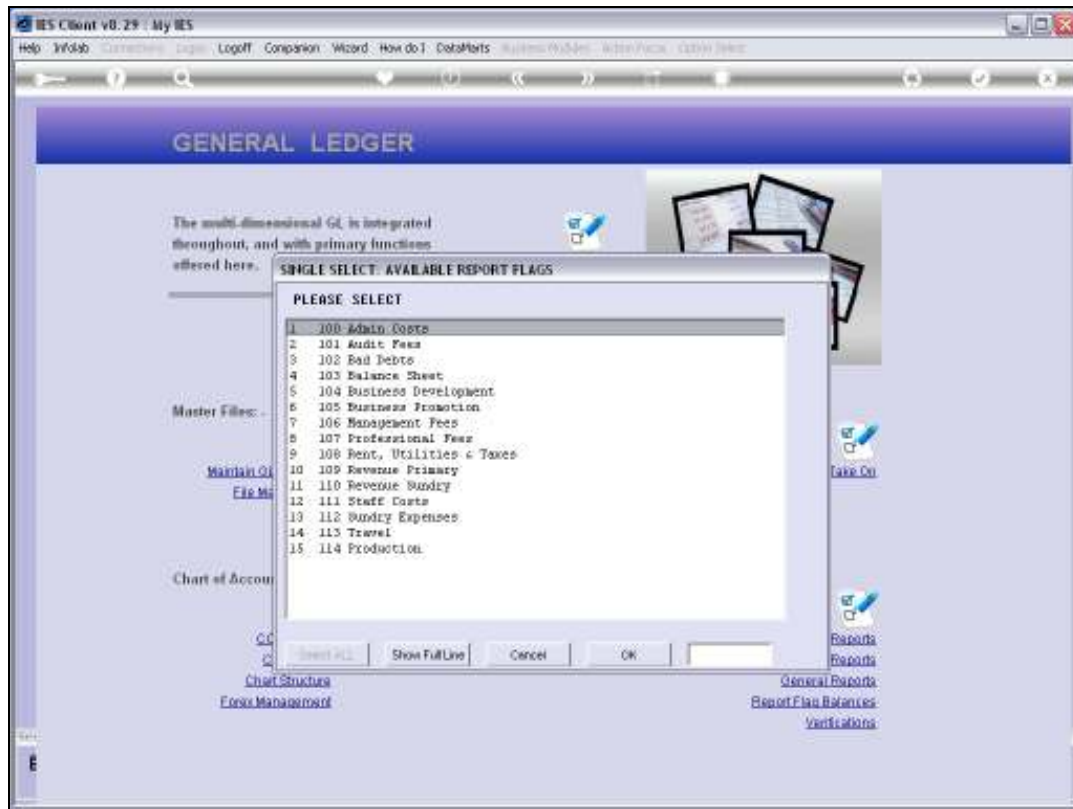 IES Client v8.29 : My IES
Help Infolab Logoff Companion Wizard How do I DataMarts
GENERAL LEDGER
The multi-dimensional GL is integrated
throughout, and with primary functions
offered here.
SINGLE SELECT: AVAILABLE REPORT FLAGS
PLEASE SELECT
1 100 Admin Costs
2 101 Audit Fees
3 102 Bad Debts
4 103 Balance Sheet
5 104 Business Development
6 105 Business Promotion
7 106 Management Fees
8 107 Professional Fees
9 108 Rent, Utilities & Taxes
10 109 Revenue Primary
11 110 Revenue Sundry
12 111 Staff Costs
13 112 Sundry Expenses
14 113 Travel
15 114 Production
Select ALL Show Full Line Cancel OK
Master Files:
Maintain
Take On
File
Chart of
Reports
Reports
Chart Structure
General Reports
Forex Management
Report Flag Balances
Verifications